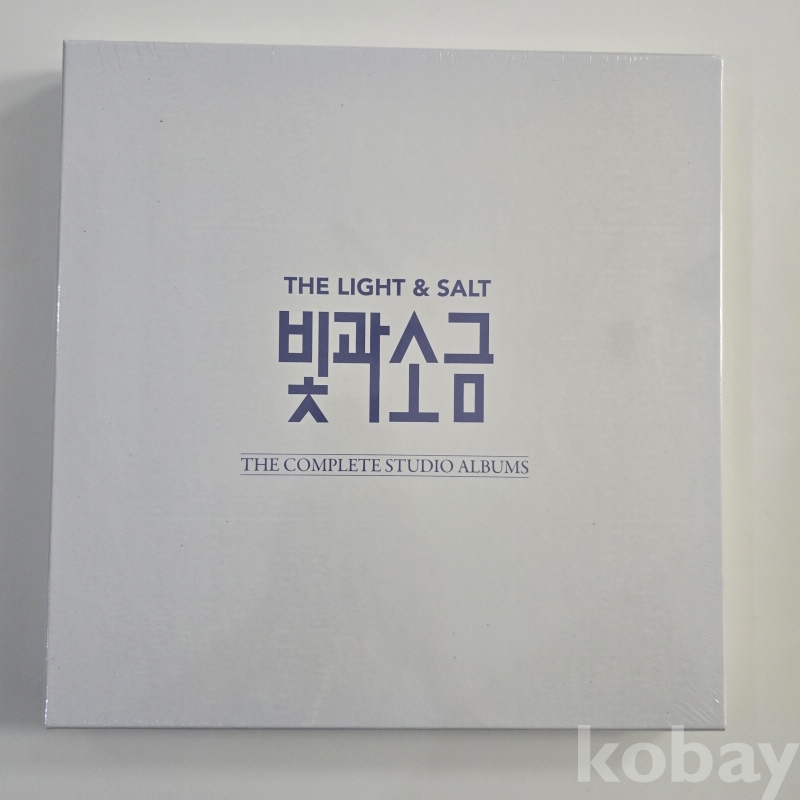 THE LIGHT & SALT
빛과소금
THE COMPLETE STUDIO ALBUMS
kobay